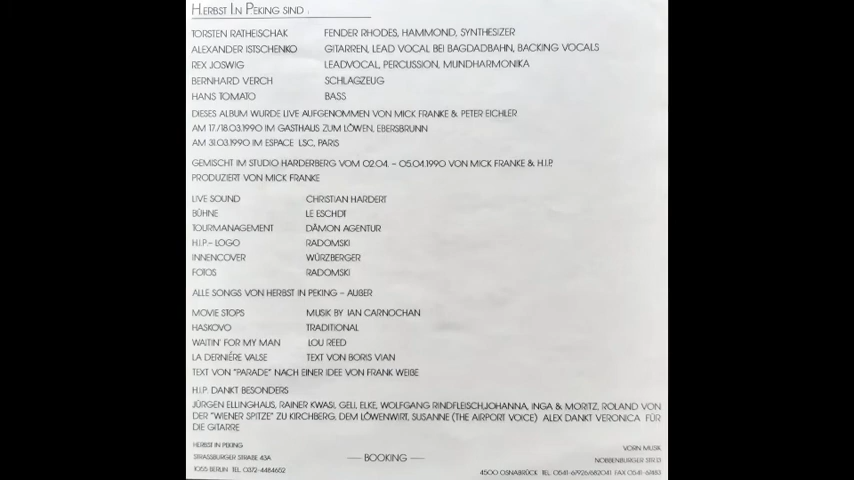 HERBST IN PEKING SIND :
TORSTEN RATHEISCHAK FENDER RHODES, HAMMOND, SYNTHESIZER
ALEXANDER ISTSCHENKO GITARREN, LEAD VOCAL BEI BAGDADBAHN, BACKING VOCALS
REX JOSWIG LEADVOCAL, PERCUSSION, MUNDHARMONIKA
BERNHARD VERCH SCHLAGZEUG
HANS TOMATO BASS
DIESES ALBUM WURDE LIVE AUFGENOMMEN VON MICK FRANKE & PETER EICHLER
AM 17./18.03.1990 IM GASTHAUS ZUM LÖWEN, EBERSBRUNN
AM 31.03.1990 IM ESPACE LSC, PARIS
GEMISCHT IM STUDIO HARDERBERG VOM 02.04. – 05.04.1990 VON MICK FRANKE & H.I.P.
PRODUZIERT VON MICK FRANKE
LIVE SOUND CHRISTIAN HARDERT
BÜHNE LE ESCHDT
TOURMANAGEMENT DÄMON AGENTUR
H.I.P.– LOGO RADOMSKI
INNENCOVER WÜRZBERGER
FOTOS RADOMSKI
ALLE SONGS VON HERBST IN PEKING – AUßER
MOVIE STOPS MUSIK BY IAN CARNOCHAN
HASKOVO TRADITIONAL
WAITIN' FOR MY MAN LOU REED
LA DERNIÉRE VALSE TEXT VON BORIS VIAN
TEXT VON "PARADE" NACH EINER IDEE VON FRANK WEIßE
H.I.P. DANKT BESONDERS
JÜRGEN ELLINGHAUS, RAINER KWASI, GELI, ELKE, WOLFGANG RINDFLEISCH,JOHANNA, INGA & MORITZ, ROLAND VON
DER "WIENER SPITZE" ZU KIRCHBERG, DEM LÖWENWIRT, SUSANNE (THE AIRPORT VOICE) ALEX DANKT VERONICA FÜR
DIE GITARRE
HERBST IN PEKING
STRASSBURGER STRAßE 43A
1055 BERLIN TEL. 0372-4484652
BOOKING
VORN MUSIK
NOBBENBURGER STR.13
4500 OSNABRÜCK TEL. 0541-67926/682041 FAX 0541-67483